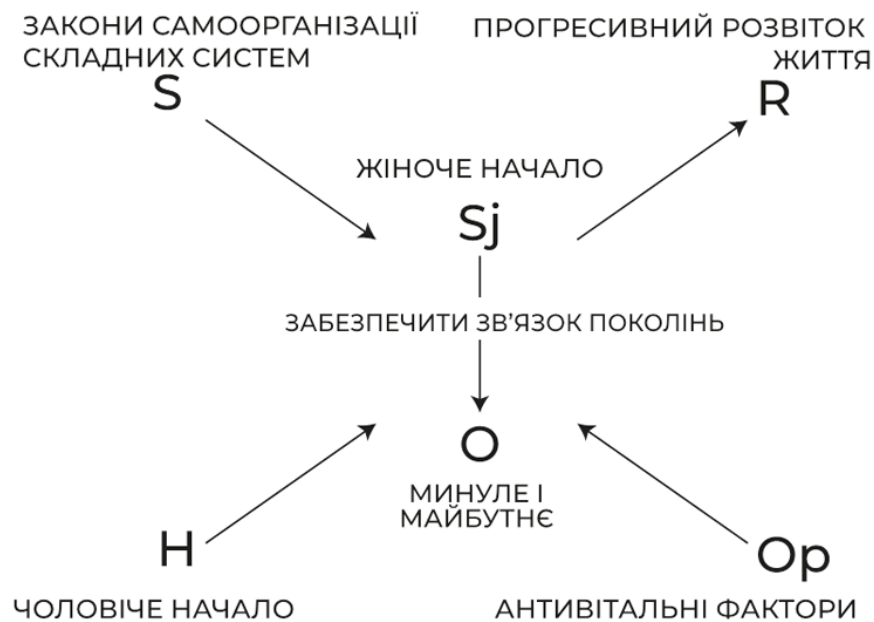 ЗАКОНИ САМООРГАНІЗАЦІЇ
СКЛАДНИХ СИСТЕМ
S
ПРОГРЕСИВНИЙ РОЗВІТОК
ЖИТТЯ
R
ЖІНОЧЕ НАЧАЛО
Sj
ЗАБЕЗПЕЧИТИ ЗВ’ЯЗОК ПОКОЛІНЬ
O
МИНУЛЕ І
МАЙБУТНЄ
H
ЧОЛОВІЧЕ НАЧАЛО
Op
АНТИВІТАЛЬНІ ФАКТОРИ